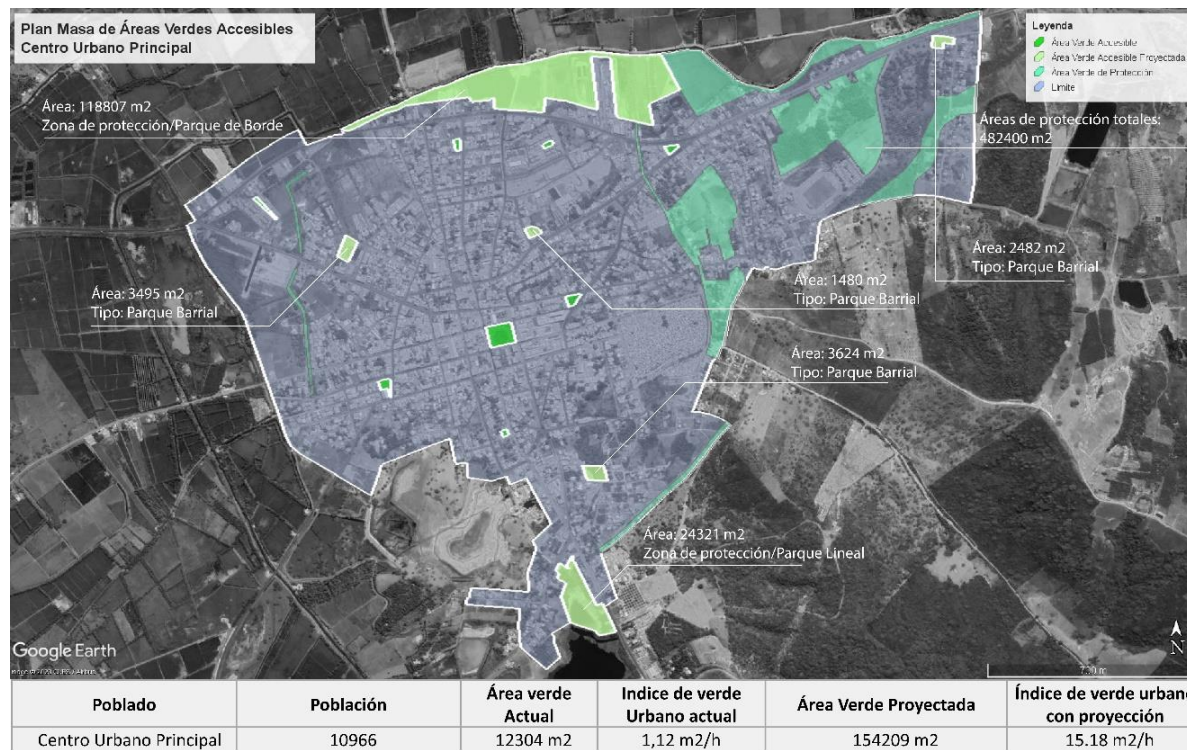 Plan Masa de Áreas Verdes Accesibles
Centro Urbano Principal
Leyenda
Área Verde Accesible
Área Verde Accesible Proyectada
Área Verde de Protección
Limite
Área: 118807 m2
Zona de protección/Parque de Borde
Áreas de protección totales:
482400 m2
Área: 2482 m2
Tipo: Parque Barrial
Área: 3495 m2
Tipo: Parque Barrial
Área: 1480 m2
Tipo: Parque Barrial
Área: 3624 m2
Tipo: Parque Barrial
Área: 24321 m2
Zona de protección/Parque Lineal
Google Earth
N
Poblado Población Área verde Actual Indice de verde Urbano actual Área Verde Proyectada Índice de verde urbano con proyección
Centro Urbano Principal 10966 12304 m2 1,12 m2/h 154209 m2 15.18 m2/h